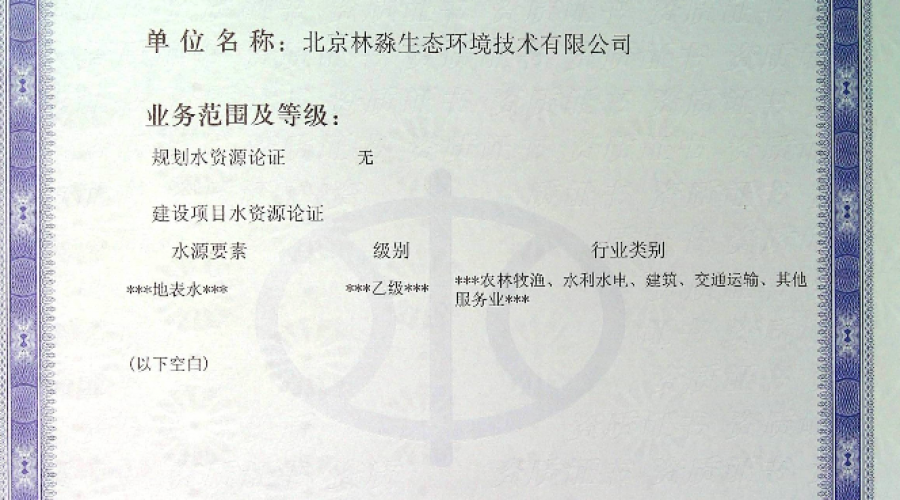 单位名称：北京林淼生态环境技术有限公司
业务范围及等级：
规划水资源论证 无
建设项目水资源论证
水源要素 级别 行业类别
***地表水*** ***乙级*** ***农林牧渔、水利水电、建筑、交通运输、其他
服务业***
(以下空白)